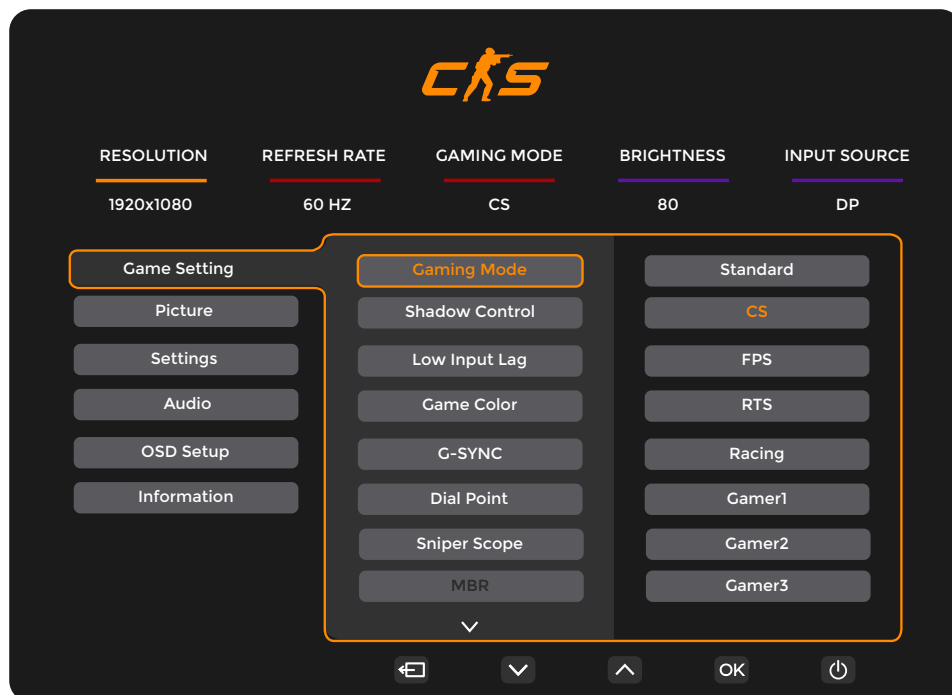 CS
RESOLUTION REFRESH RATE GAMING MODE BRIGHTNESS INPUT SOURCE
1920x1080 60 HZ CS 80 DP
Game Setting
Picture
Settings
Audio
OSD Setup
Information
Gaming Mode
Shadow Control
Low Input Lag
Game Color
G-SYNC
Dial Point
Sniper Scope
MBR
Standard
CS
FPS
RTS
Racing
Gamer1
Gamer2
Gamer3
OK